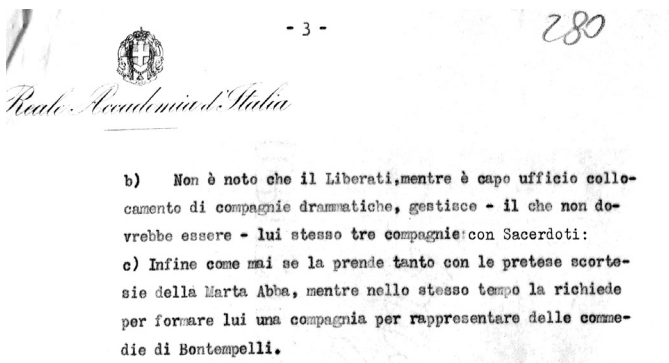 - 3 -
280
Reale Accademia d'Italia
b) Non è noto che il Liberati,mentre è capo ufficio collo-
camento di compagnie drammatiche, gestisce - il che non do-
vrebbe essere - lui stesso tre compagnie con Sacerdoti:
c) Infine come mai se la prende tanto con le pretese scorte-
sie della Marta Abba, mentre nello stesso tempo la richiede
per formare lui una compagnia per rappresentare delle comme-
die di Bontempelli.